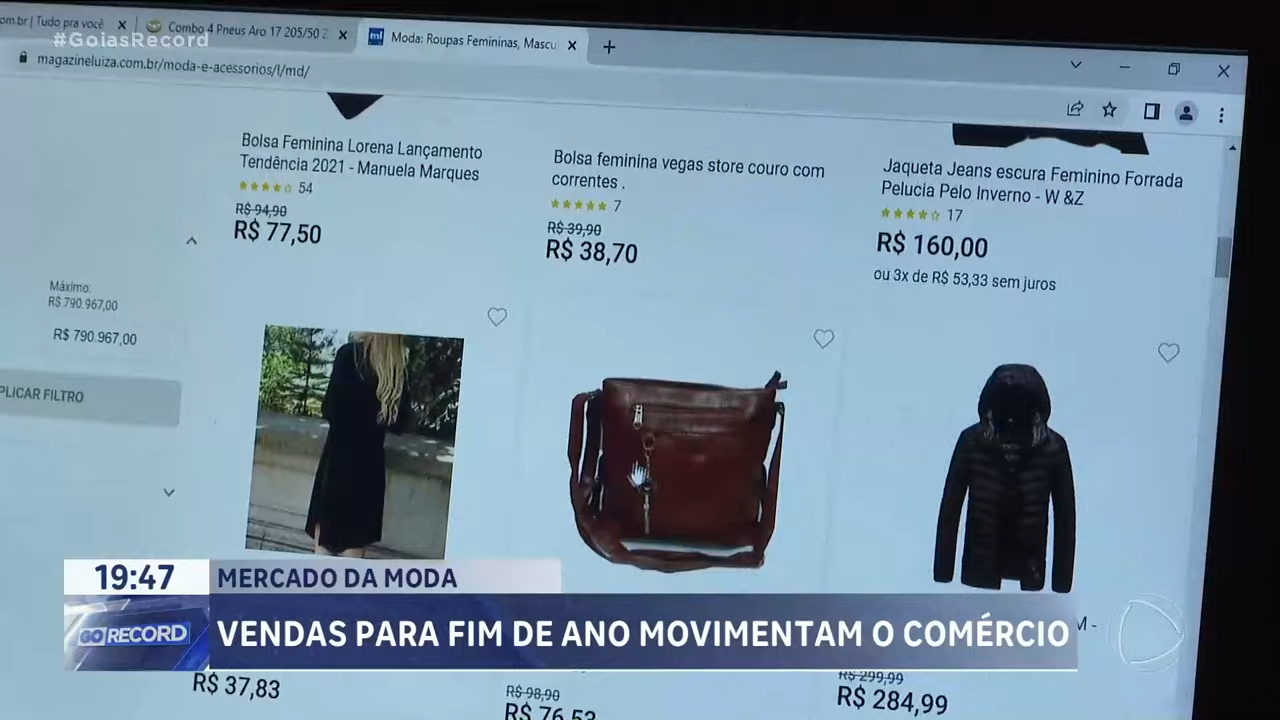 om.br | Tudo pra você
Combo 4 Pneus Aro 17 205/50 Z
Moda: Roupas Femininas, Mascu
#GoiasRecord
magazineluiza.com.br/moda-e-acessorios/l/md/
Bolsa Feminina Lorena Lançamento
Tendência 2021 - Manuela Marques
54
R$ 94,90
R$ 77,50
Bolsa feminina vegas store couro com
correntes .
7
R$ 39,90
R$ 38,70
Jaqueta Jeans escura Feminino Forrada
Pelucia Pelo Inverno - W &Z
17
R$ 160,00
ou 3x de R$ 53,33 sem juros
Máximo:
R$ 790.967,00
R$ 790.967,00
PLICAR FILTRO
19:47
MERCADO DA MODA
GO RECORD
VENDAS PARA FIM DE ANO MOVIMENTAM O COMÉRCIO
M -
R$ 37,83
R$ 98,90
R$ 76,53
R$ 299,99
R$ 284,99